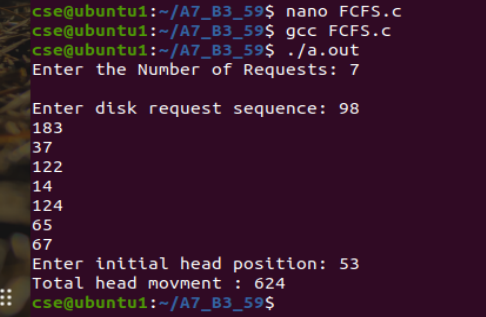 cse@ubuntu1:~/A7_B3_59$ nano FCFS.c
cse@ubuntu1:~/A7_B3_59$ gcc FCFS.c
cse@ubuntu1:~/A7_B3_59$ ./a.out
Enter the Number of Requests: 7
Enter disk request sequence: 98
183
37
122
14
124
65
67
Enter initial head position: 53
Total head movment : 624
cse@ubuntu1:~/A7_B3_59$